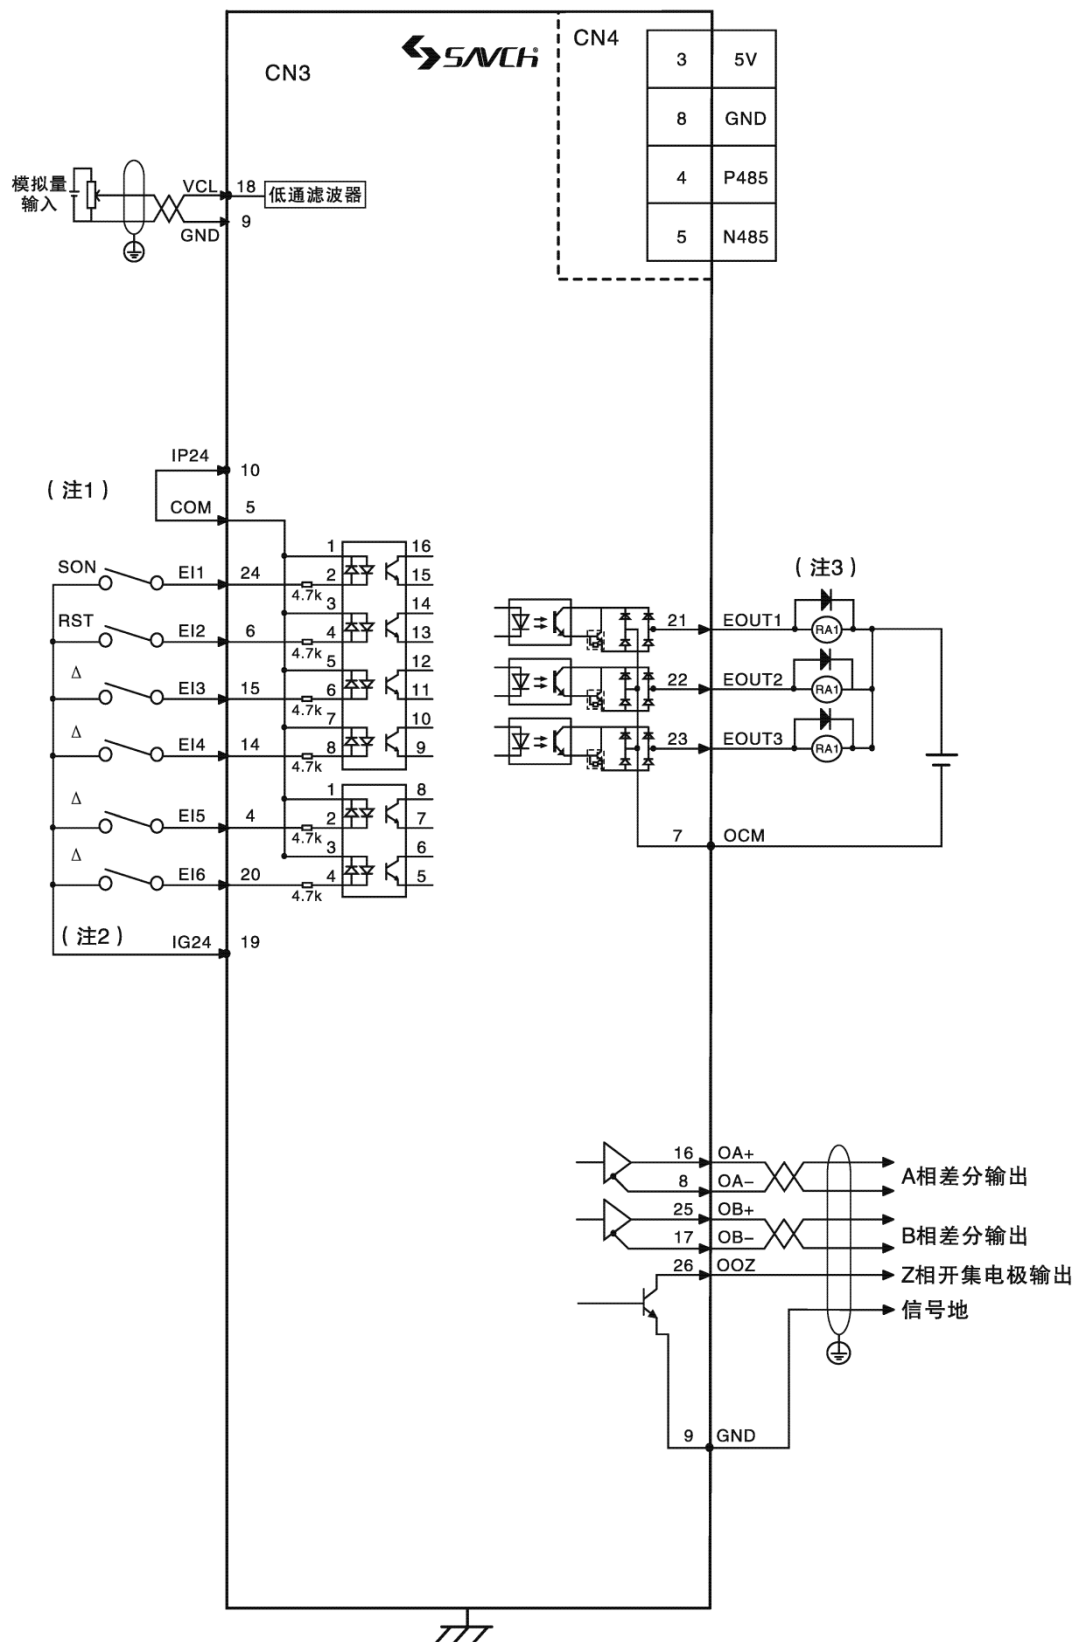 CN3
SAVCH
CN4
3 5V
8 GND
4 P485
5 N485
模拟量
输入
VCL 18 低通滤波器
GND 9
IP24 10
(注1)
COM 5
SON EI1 24 4.7k 1 2 16 15
RST EI2 6 4.7k 3 4 14 13
Δ EI3 15 4.7k 5 6 12 11
Δ EI4 14 4.7k 7 8 10 9
Δ EI5 4 4.7k 1 2 8 7
Δ EI6 20 4.7k 3 4 6 5
(注2) IG24 19
(注3)
21 EOUT1 RA1
22 EOUT2 RA1
23 EOUT3 RA1
7 OCM
16 OA+
8 OA−
A相差分输出
25 OB+
17 OB−
B相差分输出
26 OOZ Z相开集电极输出
信号地
9 GND